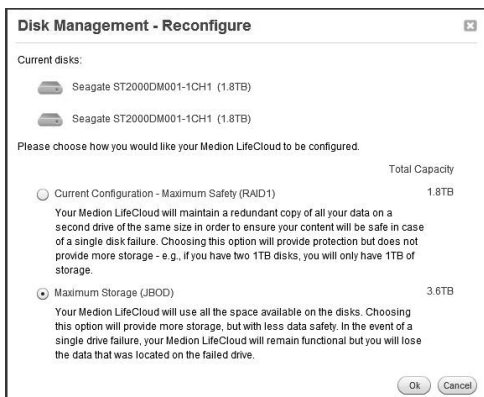 Disk Management - Reconfigure
Current disks:
Seagate ST2000DM001-1CH1 (1.8TB)
Seagate ST2000DM001-1CH1 (1.8TB)
Please choose how you would like your Medion LifeCloud to be configured.
Total Capacity
Current Configuration - Maximum Safety (RAID1) 1.8TB
Your Medion LifeCloud will maintain a redundant copy of all your data on
a second drive of the same size in order to ensure your content will be safe in case
of a single disk failure. Choosing this option will provide protection but does not
provide more storage - e.g., if you have two 1TB disks, you will only have 1TB of
storage.
Maximum Storage (JBOD) 3.6TB
Your Medion LifeCloud will use all the space available on the disks. Choosing
this option will provide more storage, but with less data safety. In the event of a
single drive failure, your Medion LifeCloud will remain functional but you will lose
the data that was located on the failed drive.
Ok Cancel